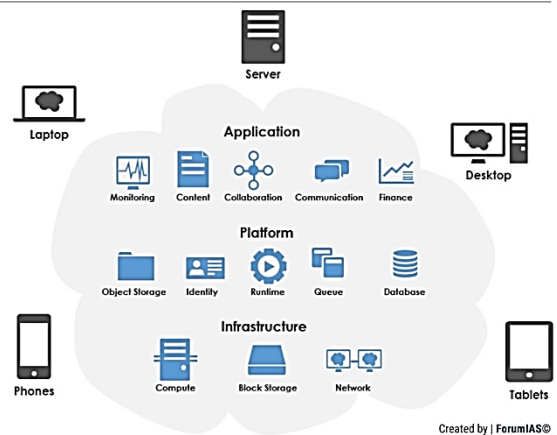 Server
Laptop
Desktop
Application
Monitoring
Content
Collaboration
Communication
Finance
Platform
Object Storage
Identity
Runtime
Queue
Database
Infrastructure
Compute
Block Storage
Network
Phones
Tablets
Created by | ForumIAS©